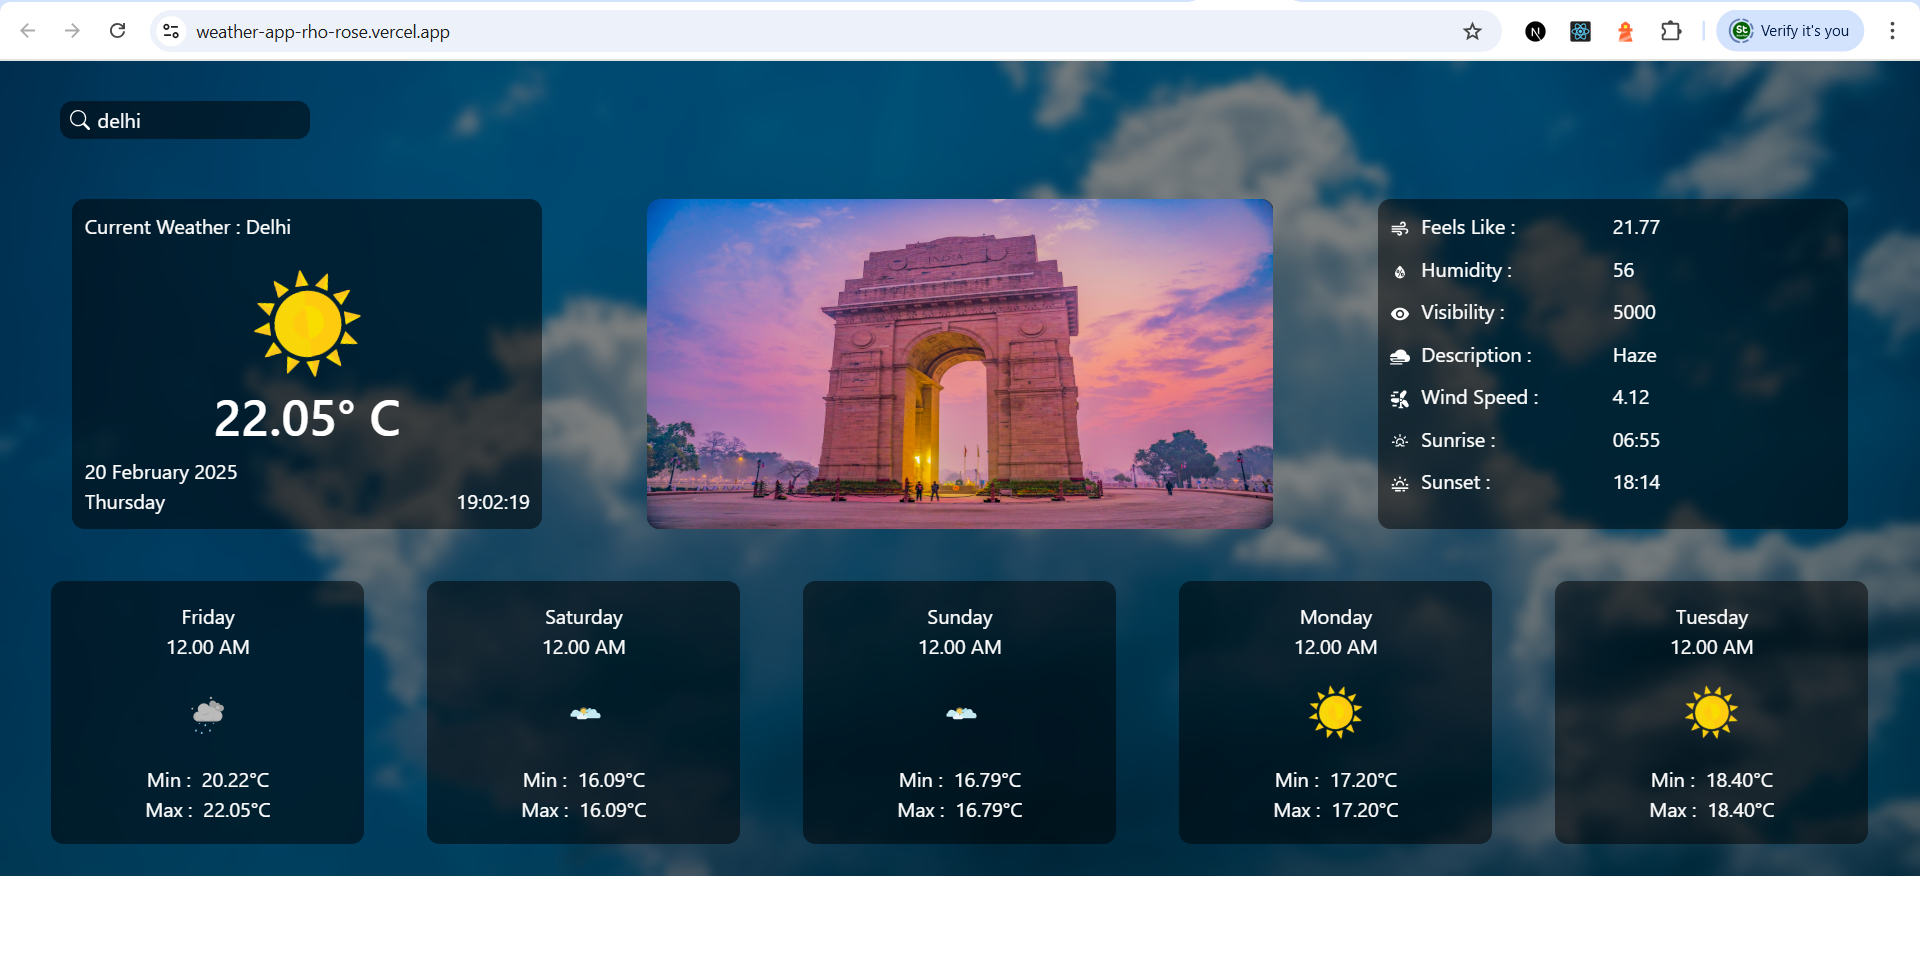 weather-app-rho-rose.vercel.app
N
St
Verify it's you
delhi
Current Weather : Delhi
22.05° C
20 February 2025
Thursday 19:02:19
INDIA
Feels Like : 21.77
Humidity : 56
Visibility : 5000
Description : Haze
Wind Speed : 4.12
Sunrise : 06:55
Sunset : 18:14
Friday
12.00 AM
Min : 20.22°C
Max : 22.05°C
Saturday
12.00 AM
Min : 16.09°C
Max : 16.09°C
Sunday
12.00 AM
Min : 16.79°C
Max : 16.79°C
Monday
12.00 AM
Min : 17.20°C
Max : 17.20°C
Tuesday
12.00 AM
Min : 18.40°C
Max : 18.40°C